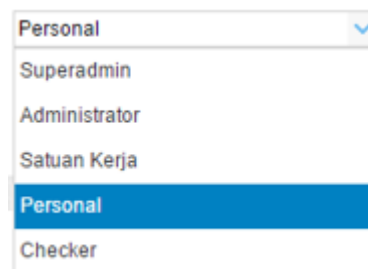 Personal
Superadmin
Administrator
Satuan Kerja
Personal
Checker